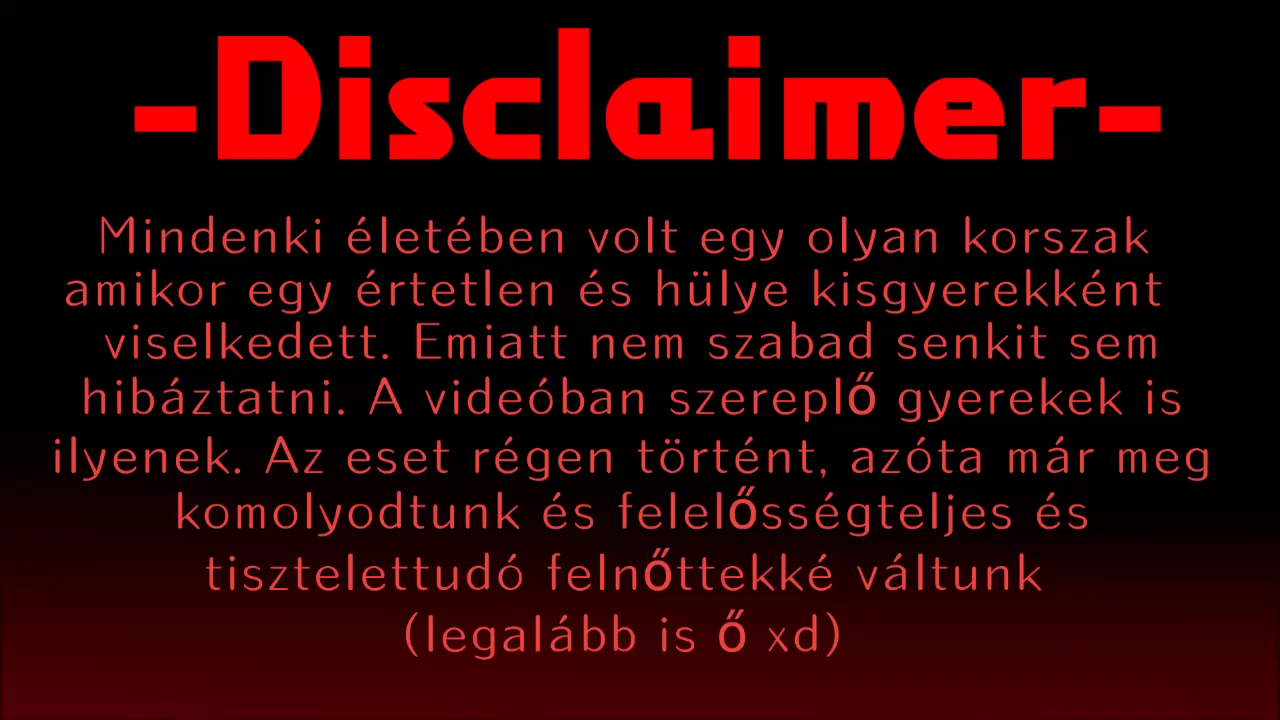 -Disclaimer-
Mindenki életében volt egy olyan korszak
amikor egy értetlen és hülye kisgyerekként
viselkedett. Emiatt nem szabad senkit sem
hibáztatni. A videóban szereplő gyerekek is
ilyenek. Az eset régen történt, azóta már meg
komolyodtunk és felelősségteljes és
tisztelettudó felnőttekké váltunk
(legalább is ő xd)